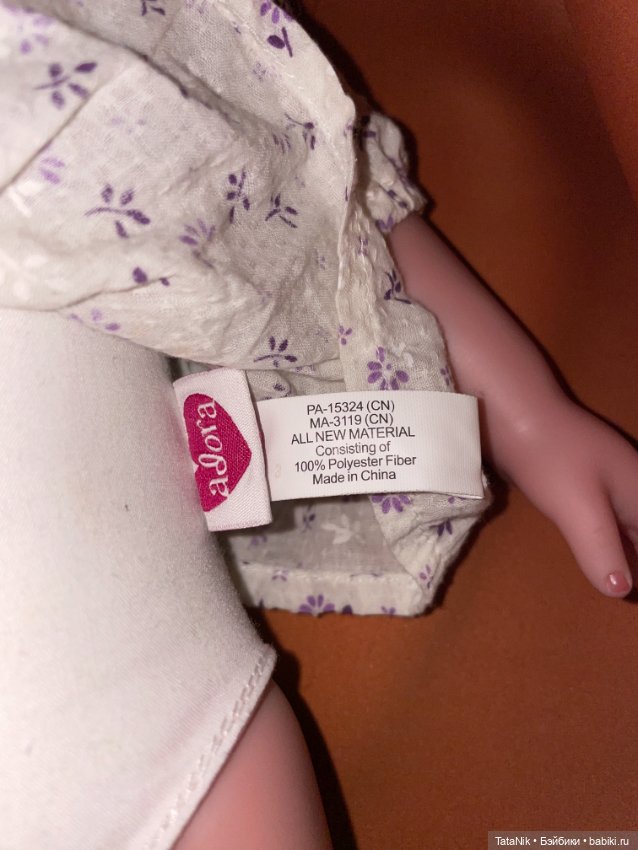 adora
PA-15324 (CN)
MA-3119 (CN)
ALL NEW MATERIAL
Consisting of
100% Polyester Fiber
Made in China
TataNik • Бэйбики • babiki.ru